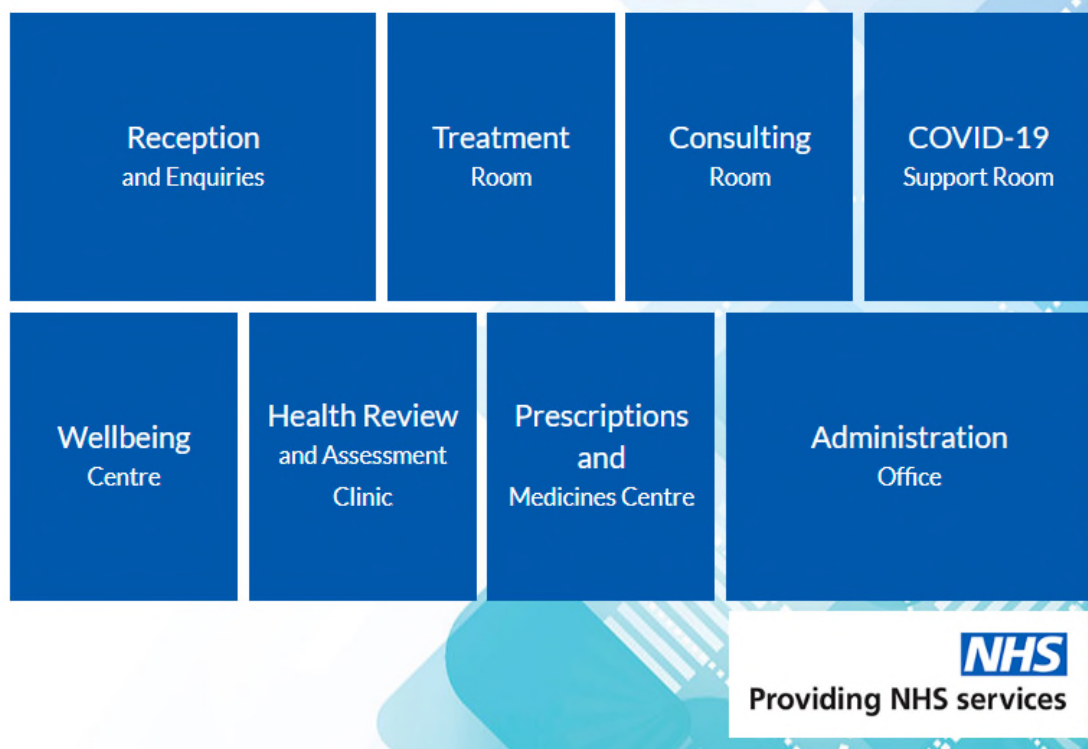 Reception
and Enquiries
Treatment
Room
Consulting
Room
COVID-19
Support Room
Wellbeing
Centre
Health Review
and Assessment
Clinic
Prescriptions
and
Medicines Centre
Administration
Office
NHS
Providing NHS services